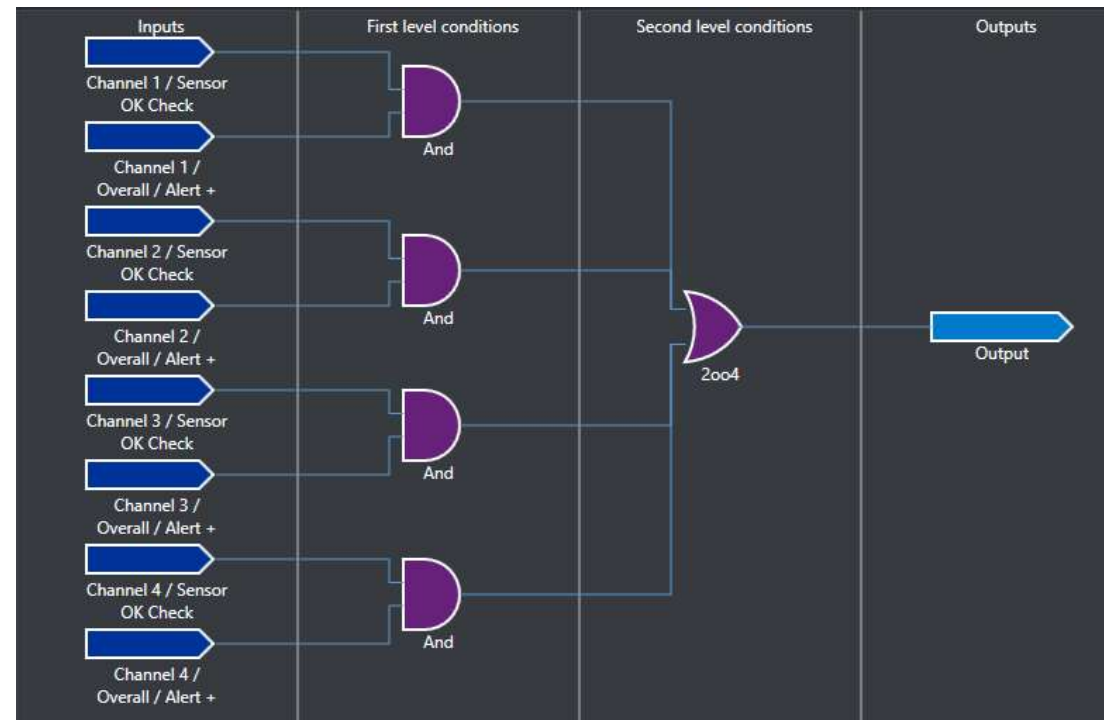 Inputs
First level conditions
Second level conditions
Outputs
Channel 1 / Sensor
OK Check
And
Channel 1 /
Overall / Alert +
Channel 2 / Sensor
OK Check
And
Channel 2 /
Overall / Alert +
2oo4
Output
Channel 3 / Sensor
OK Check
And
Channel 3 /
Overall / Alert +
Channel 4 / Sensor
OK Check
And
Channel 4 /
Overall / Alert +